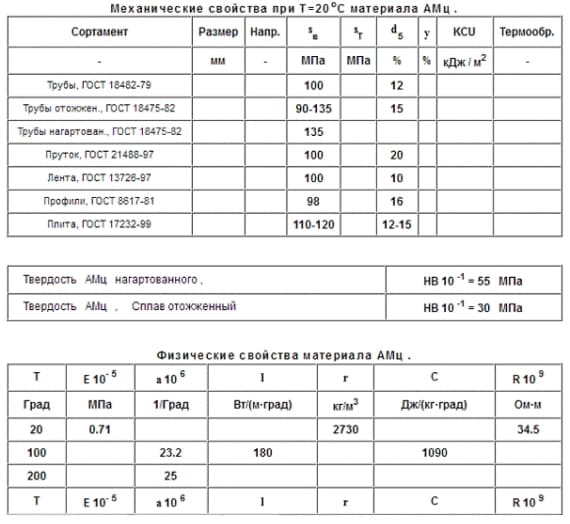 Механические свойства при Т=20°С материала АМц .
Сортамент Размер Напр. sв sT d5 y KCU Термообр.
- мм - МПа МПа % % кДж / м2 -
Трубы, ГОСТ 18482-79 100 12
Трубы отожжен., ГОСТ 18475-82 90-135 15
Трубы нагартован., ГОСТ 18475-82 135
Пруток, ГОСТ 21488-97 100 20
Лента, ГОСТ 13726-97 100 10
Профили, ГОСТ 8617-81 98 16
Плита, ГОСТ 17232-99 110-120 12-15
Твердость АМц нагартованного , HB 10 -1 = 55 МПа
Твердость АМц , Сплав отожженный HB 10 -1 = 30 МПа
Физические свойства материала АМц .
T E 10- 5 a 10 6 l r C R 10 9
Град МПа 1/Град Вт/(м·град) кг/м3 Дж/(кг·град) Ом·м
20 0.71 2730 34.5
100 23.2 180 1090
200 25
T E 10- 5 a 10 6 l r C R 10 9